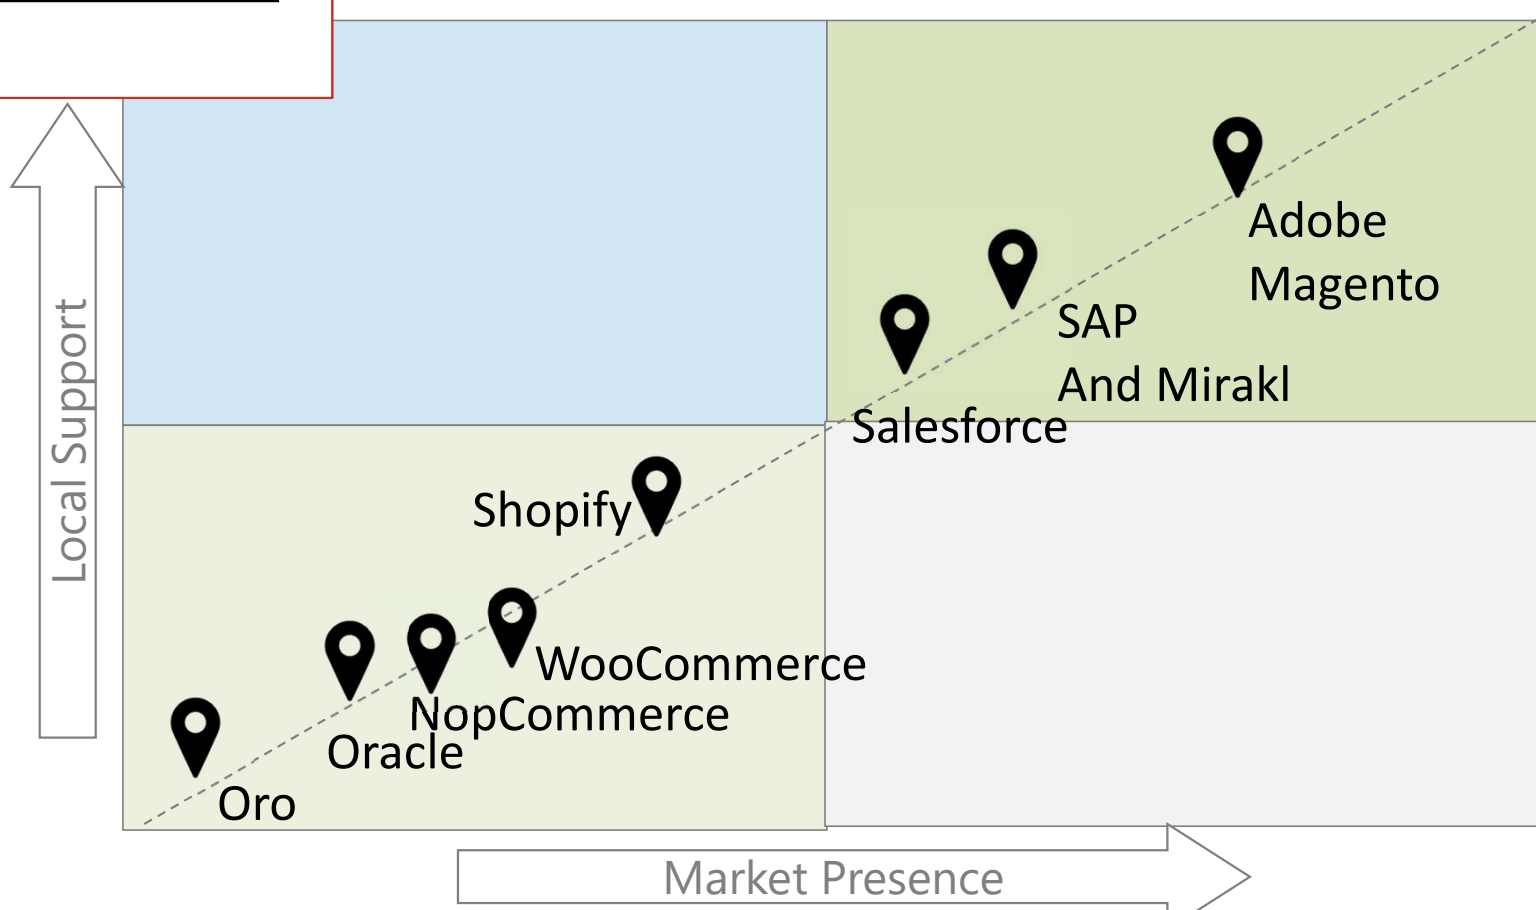 Adobe
Magento
SAP
And Mirakl
Salesforce
Shopify
WooCommerce
NopCommerce
Oracle
Oro
Local Support
Market Presence